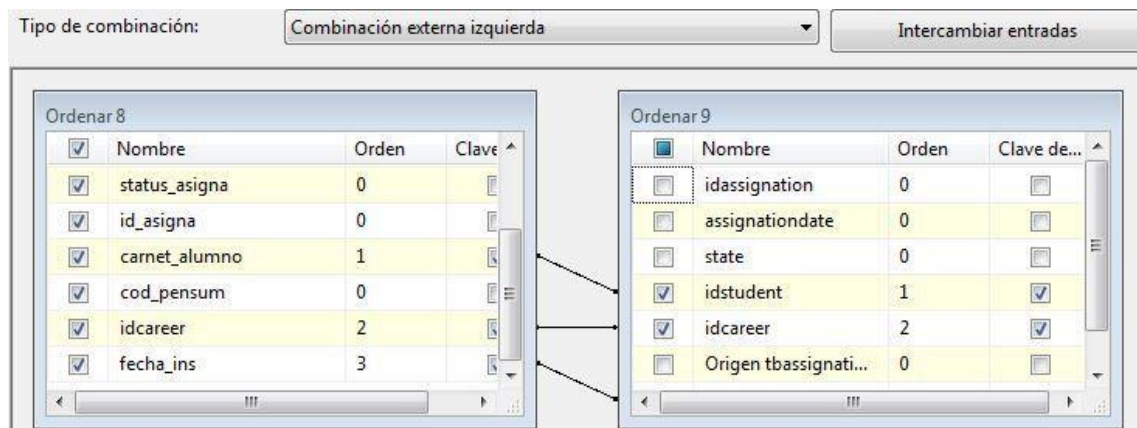 Tipo de combinación: Combinación externa izquierda Intercambiar entradas
Ordenar 8
Nombre Orden Clave
status_asigna 0
id_asigna 0
carnet_alumno 1
cod_pensum 0
idcareer 2
fecha_ins 3
Ordenar 9
Nombre Orden Clave de...
idassignation 0
assignationdate 0
state 0
idstudent 1
idcareer 2
Origen tbassignati... 0